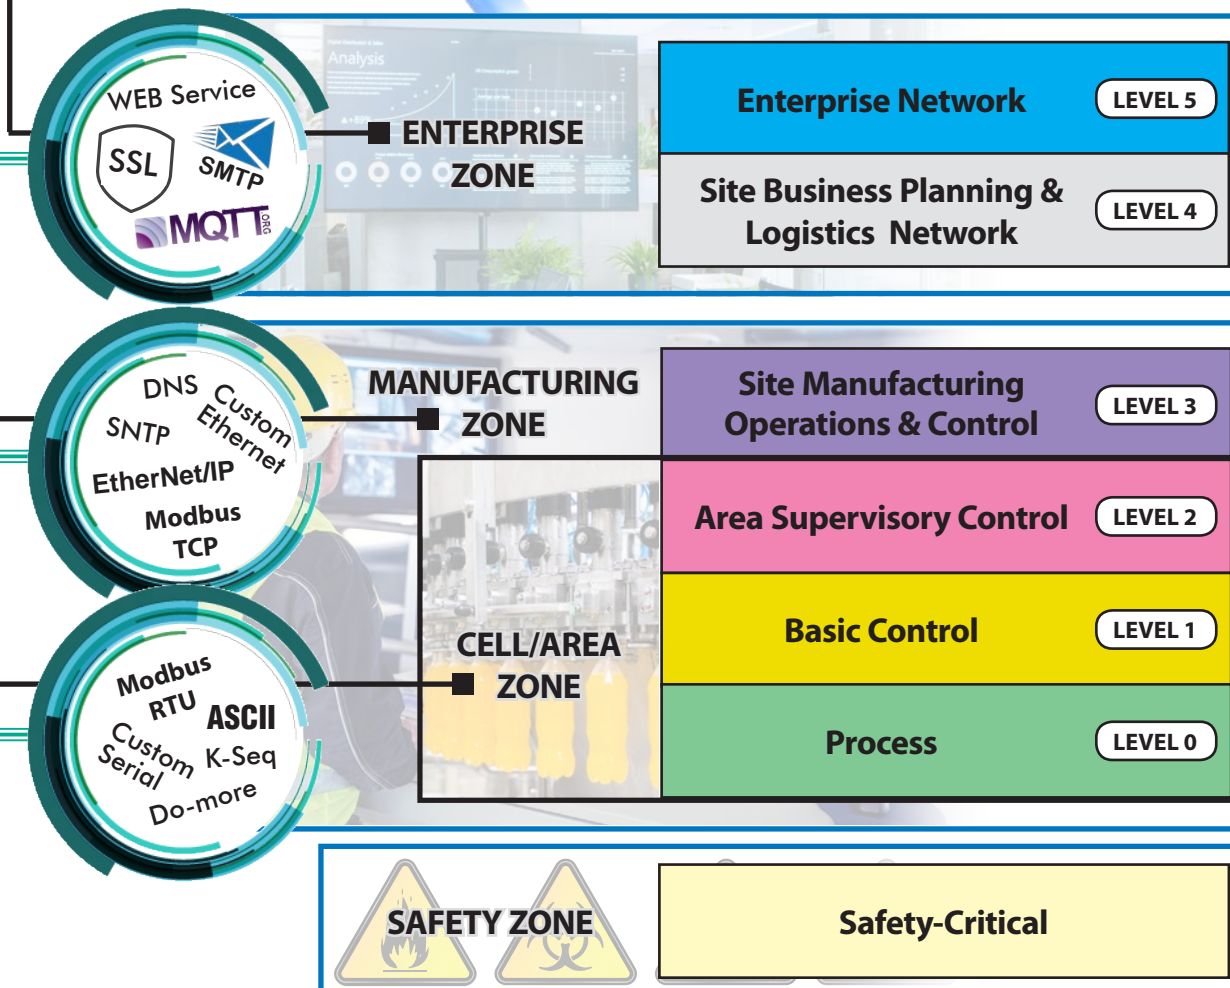 WEB Service
SSL
SMTP
MQTT.ORG
Analysis
ENTERPRISE
ZONE
Enterprise Network
LEVEL 5
Site Business Planning &
Logistics Network
LEVEL 4
DNS
Custom
Ethernet
SNTP
EtherNet/IP
Modbus
TCP
MANUFACTURING
ZONE
Site Manufacturing
Operations & Control
LEVEL 3
Area Supervisory Control
LEVEL 2
Modbus
RTU
ASCII
Custom
Serial
K-Seq
Do-more
CELL/AREA
ZONE
Basic Control
LEVEL 1
Process
LEVEL 0
SAFETY ZONE
Safety-Critical